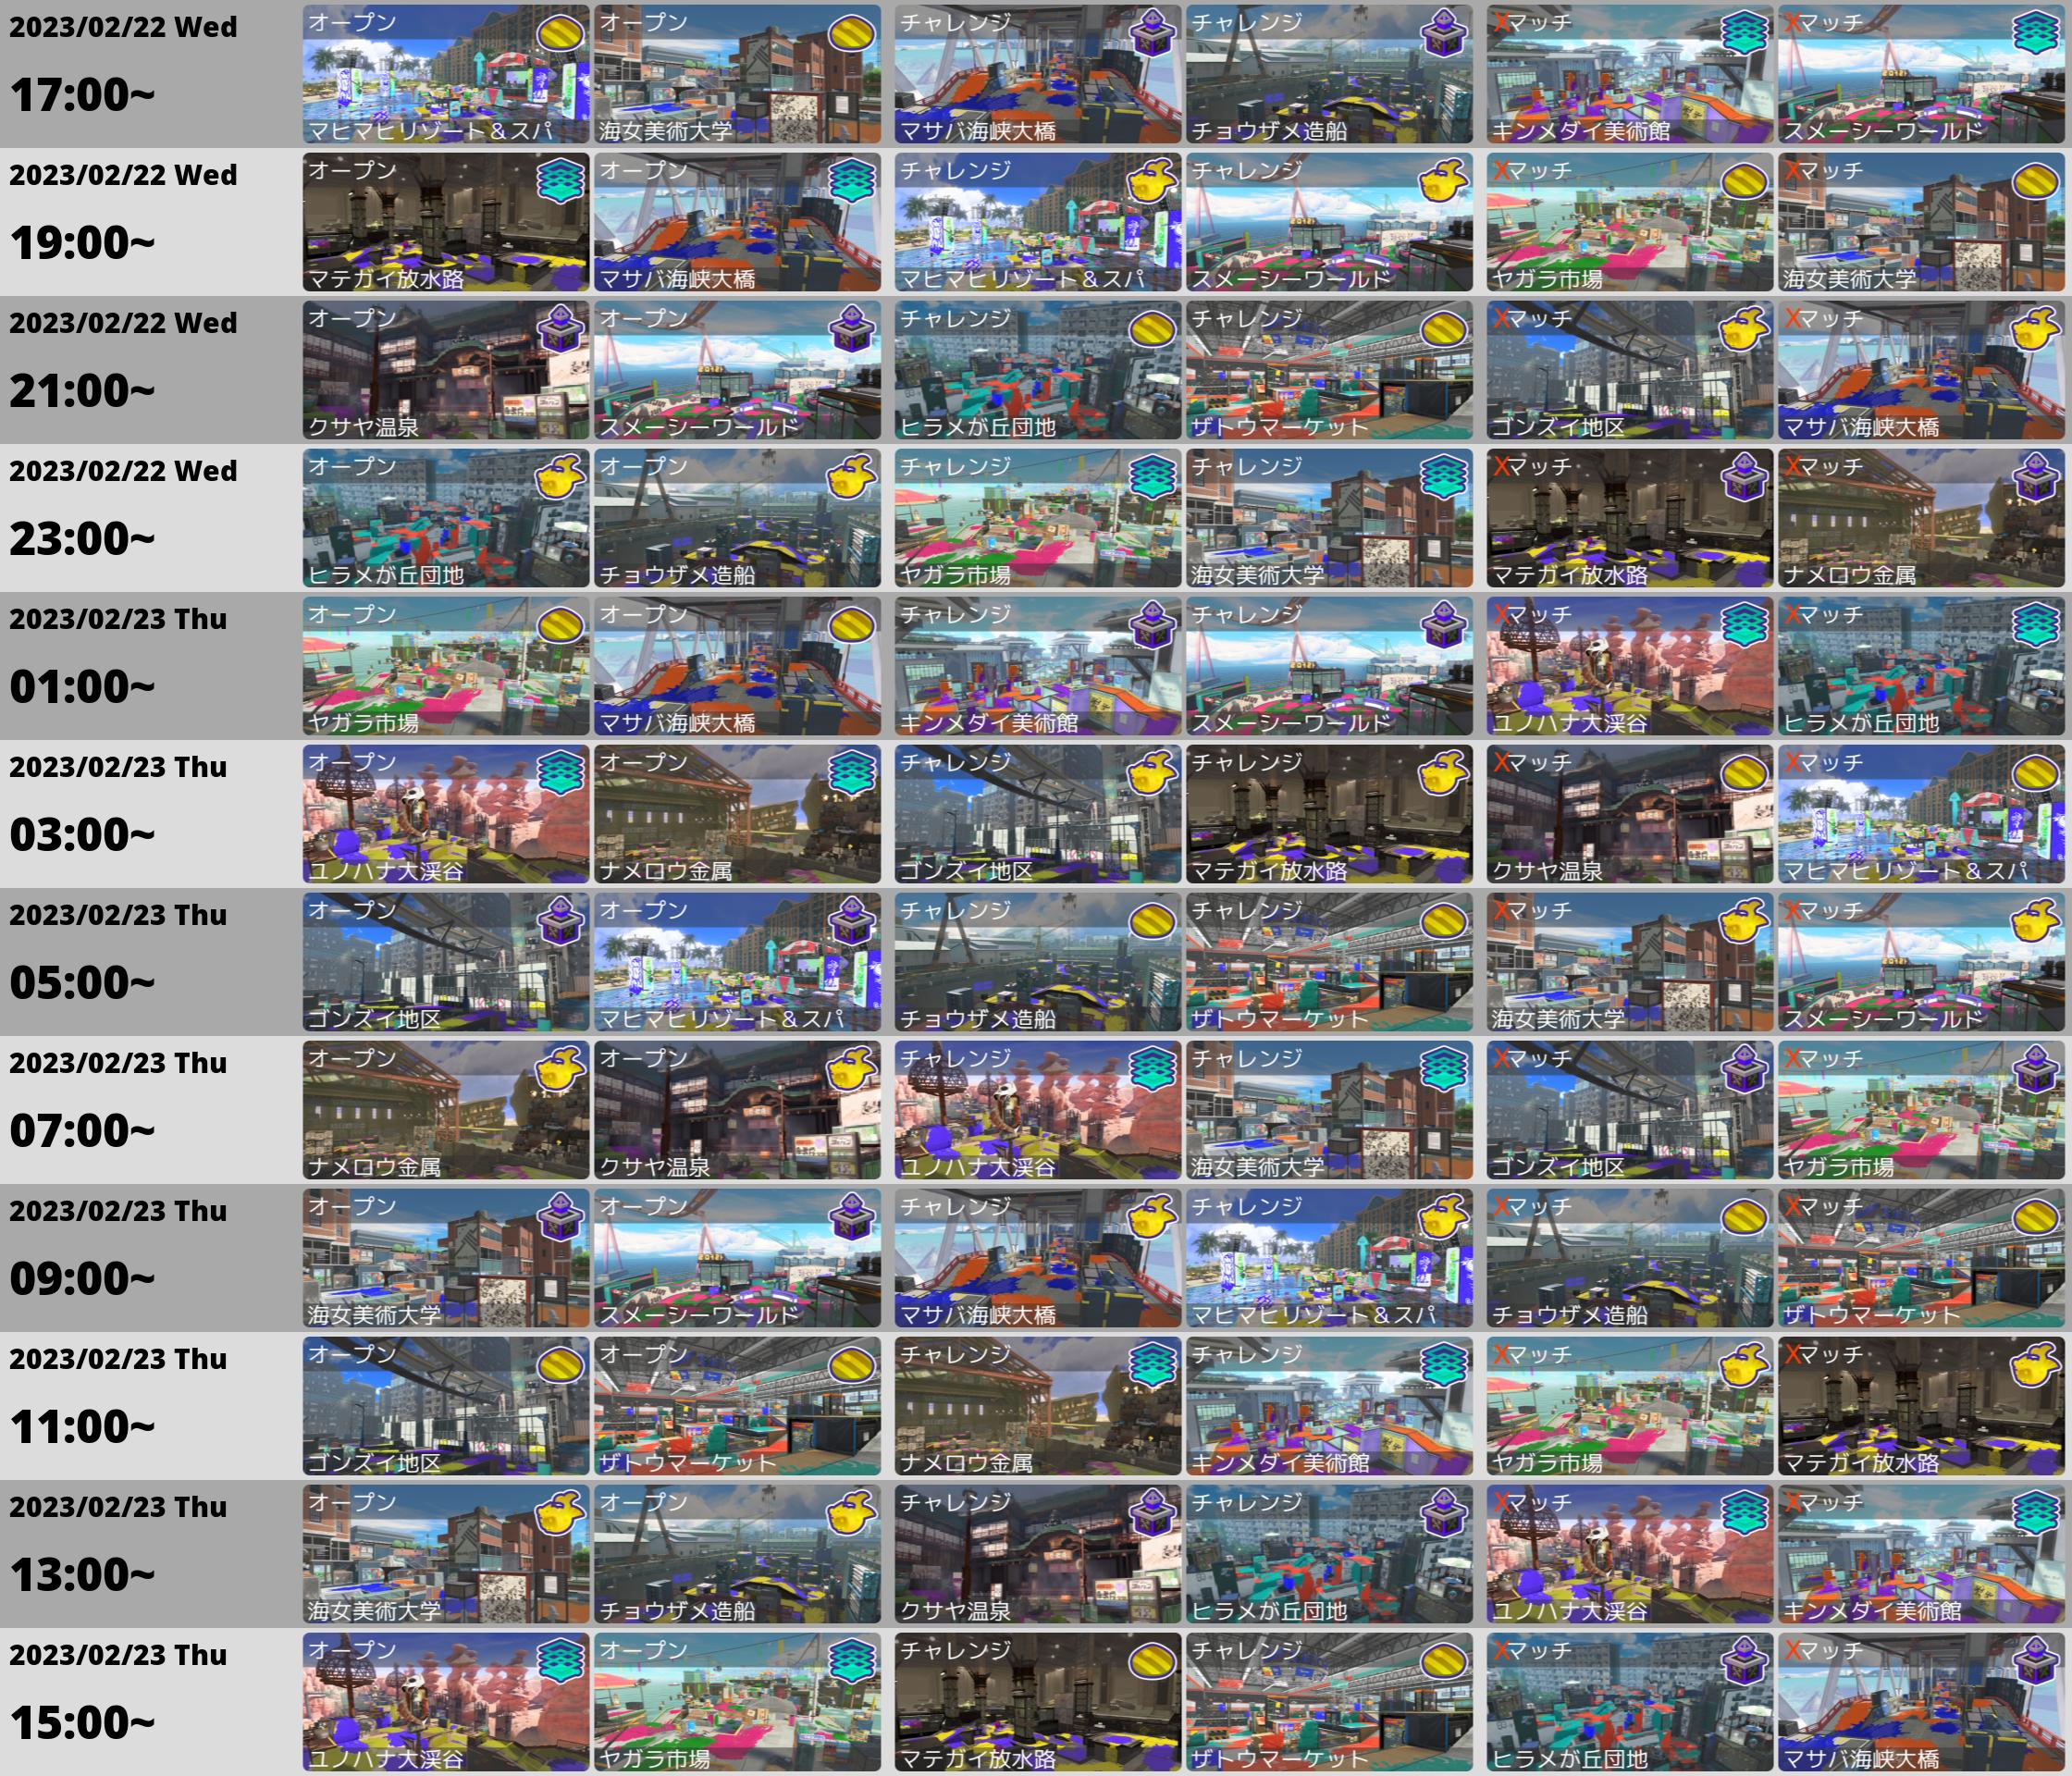 2023/02/22 Wed
17:00~
オープン オープン チャレンジ チャレンジ Xマッチ Xマッチ
マヒマヒリゾート&スパ 海女美術大学 マサバ海峡大橋 チョウザメ造船 キンメダイ美術館 スメーシーワールド
2023/02/22 Wed
19:00~
オープン オープン チャレンジ チャレンジ Xマッチ Xマッチ
マテガイ放水路 マサバ海峡大橋 マヒマヒリゾート&スパ スメーシーワールド ヤガラ市場 海女美術大学
2023/02/22 Wed
21:00~
オープン オープン チャレンジ チャレンジ Xマッチ Xマッチ
クサヤ温泉 スメーシーワールド ヒラメが丘団地 ザトウマーケット ゴンズイ地区 マサバ海峡大橋
2023/02/22 Wed
23:00~
オープン オープン チャレンジ チャレンジ Xマッチ Xマッチ
ヒラメが丘団地 チョウザメ造船 ヤガラ市場 海女美術大学 マテガイ放水路 ナメロウ金属
2023/02/23 Thu
01:00~
オープン オープン チャレンジ チャレンジ Xマッチ Xマッチ
ヤガラ市場 マサバ海峡大橋 キンメダイ美術館 スメーシーワールド ユノハナ大渓谷 ヒラメが丘団地
2023/02/23 Thu
03:00~
オープン オープン チャレンジ チャレンジ Xマッチ Xマッチ
ユノハナ大渓谷 ナメロウ金属 ゴンズイ地区 マテガイ放水路 クサヤ温泉 マヒマヒリゾート&スパ
2023/02/23 Thu
05:00~
オープン オープン チャレンジ チャレンジ Xマッチ Xマッチ
ゴンズイ地区 マヒマヒリゾート&スパ チョウザメ造船 ザトウマーケット 海女美術大学 スメーシーワールド
2023/02/23 Thu
07:00~
オープン オープン チャレンジ チャレンジ Xマッチ Xマッチ
ナメロウ金属 クサヤ温泉 ユノハナ大渓谷 海女美術大学 ゴンズイ地区 ヤガラ市場
2023/02/23 Thu
09:00~
オープン オープン チャレンジ チャレンジ Xマッチ Xマッチ
海女美術大学 スメーシーワールド マサバ海峡大橋 マヒマヒリゾート&スパ チョウザメ造船 ザトウマーケット
2023/02/23 Thu
11:00~
オープン オープン チャレンジ チャレンジ Xマッチ Xマッチ
ゴンズイ地区 ザトウマーケット ナメロウ金属 キンメダイ美術館 ヤガラ市場 マテガイ放水路
2023/02/23 Thu
13:00~
オープン オープン チャレンジ チャレンジ Xマッチ Xマッチ
海女美術大学 チョウザメ造船 クサヤ温泉 ヒラメが丘団地 ユノハナ大渓谷 キンメダイ美術館
2023/02/23 Thu
15:00~
オープン オープン チャレンジ チャレンジ Xマッチ Xマッチ
ユノハナ大渓谷 ヤガラ市場 マテガイ放水路 ザトウマーケット ヒラメが丘団地 マサバ海峡大橋